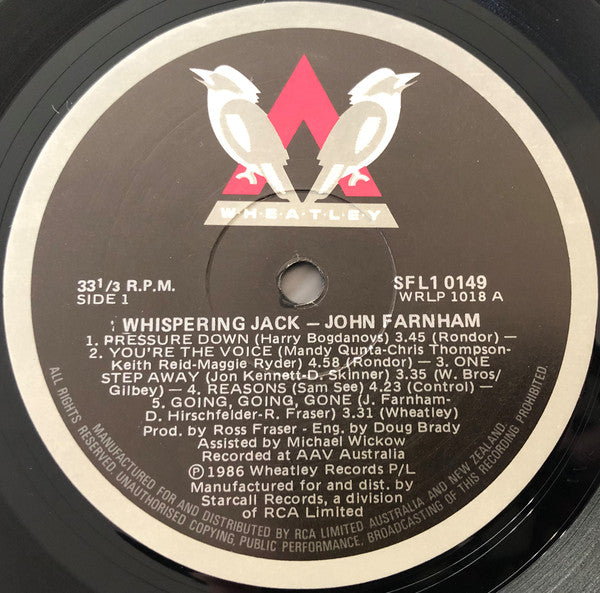 W·H·E·A·T·L·E·Y
33 1/3 R.P.M.
SIDE 1
SFL1 0149
WRLP 1018 A
WHISPERING JACK – JOHN FARNHAM
1. PRESSURE DOWN (Harry Bogdanovs) 3.45 (Rondor) –
2. YOU'RE THE VOICE (Mandy Qunta-Chris Thompson-
Keith Reid-Maggie Ryder) 4.58 (Rondor) – 3. ONE
STEP AWAY (Jon Kennett-D. Skinner) 3.35 (W. Bros/
Gilbey) – 4. REASONS (Sam See) 4.23 (Control) –
5. GOING, GOING, GONE (J. Farnham-
D. Hirschfelder-R. Fraser) 3.31 (Wheatley)
Prod. by Ross Fraser - Eng. by Doug Brady
Assisted by Michael Wickow
Recorded at AAV Australia
Ⓟ 1986 Wheatley Records P/L
Manufactured for and dist. by
Starcall Records, a division
of RCA Limited
MANUFACTURED FOR AND DISTRIBUTED BY RCA LIMITED AUSTRALIA AND NEW ZEALAND.
ALL RIGHTS RESERVED UNAUTHORISED COPYING, PUBLIC PERFORMANCE, BROADCASTING OF THIS RECORDING PROHIBITED.